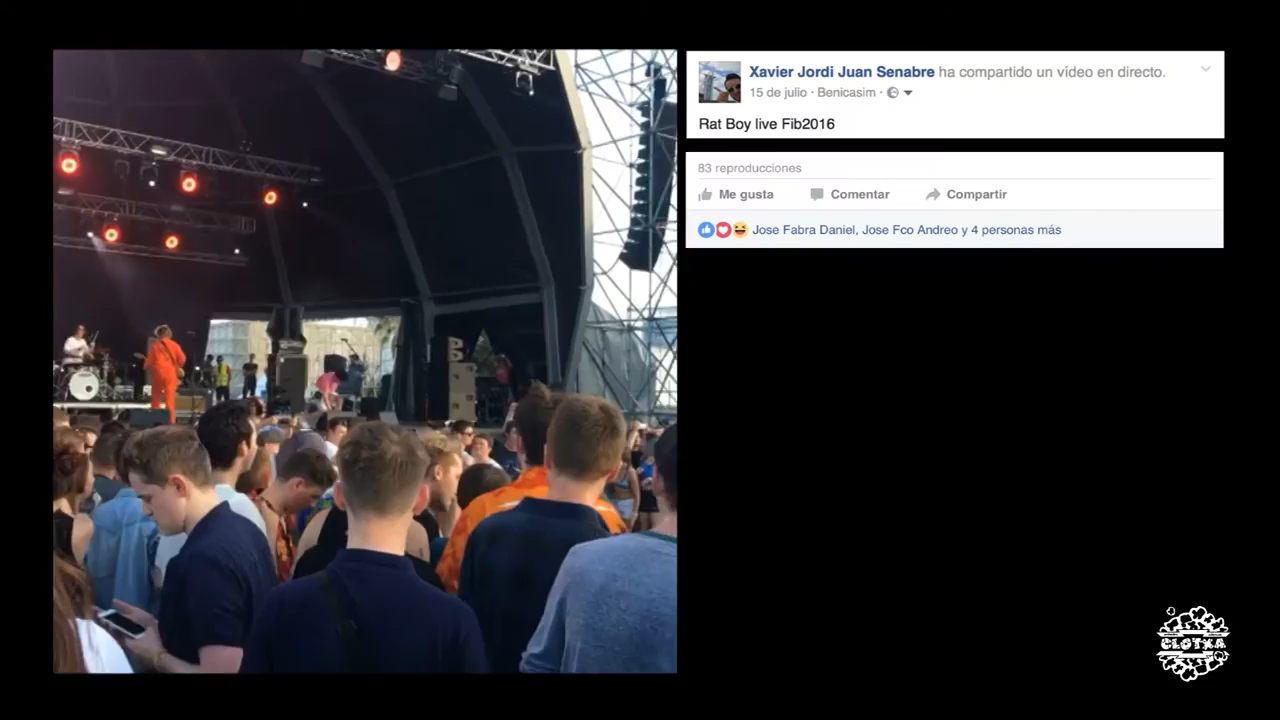 Xavier Jordi Juan Senabre ha compartido un vídeo en directo.
15 de julio · Benicasim ·
Rat Boy live Fib2016
83 reproducciones
Me gusta Comentar Compartir
Jose Fabra Daniel, Jose Fco Andreo y 4 personas más
CLOTXA